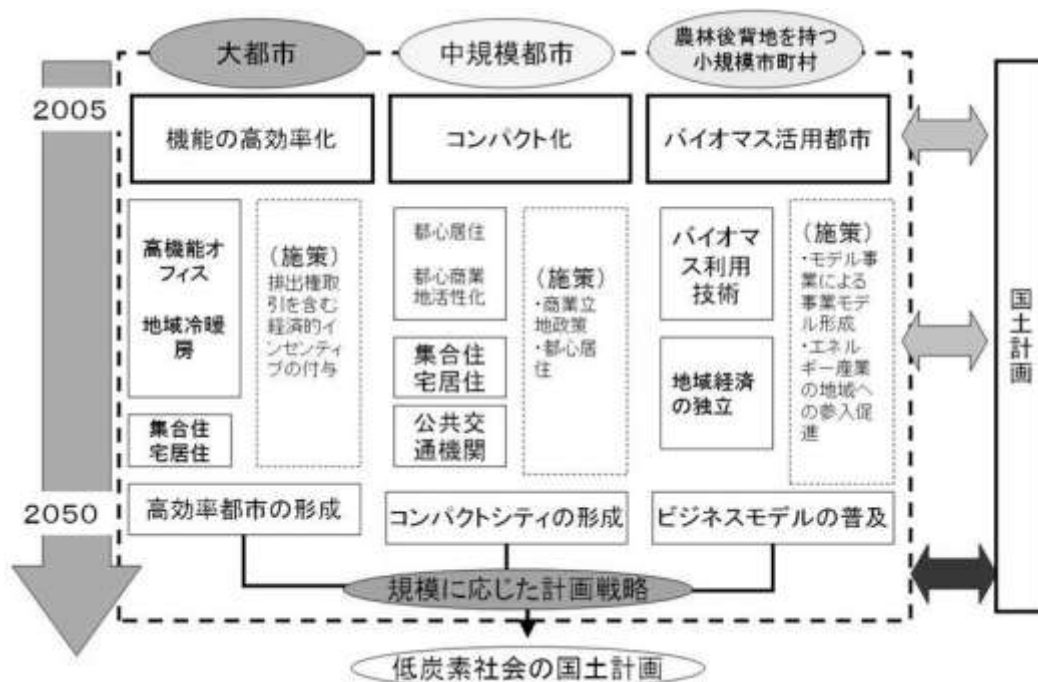 大都市
中規模都市
農林後背地を持つ
小規模市町村
2005
機能の高効率化
コンパクト化
バイオマス活用都市
高機能オ
フィス
地域冷暖
房
集合住
宅居住
(施策)
排出権取
引を含む
経済的イ
ンセンティ
ブの付与
都心居住
都心商業
地活性化
集合住
宅居住
公共交
通機関
(施策)
・商業立
地政策
・都心居
住
バイオマ
ス利用
技術
地域経済
の独立
(施策)
・モデル事
業による
事業モデ
ル形成
・エネル
ギー産業
の地域へ
の参入促
進
国土計画
2050
高効率都市の形成
コンパクトシティの形成
ビジネスモデルの普及
規模に応じた計画戦略
低炭素社会の国土計画